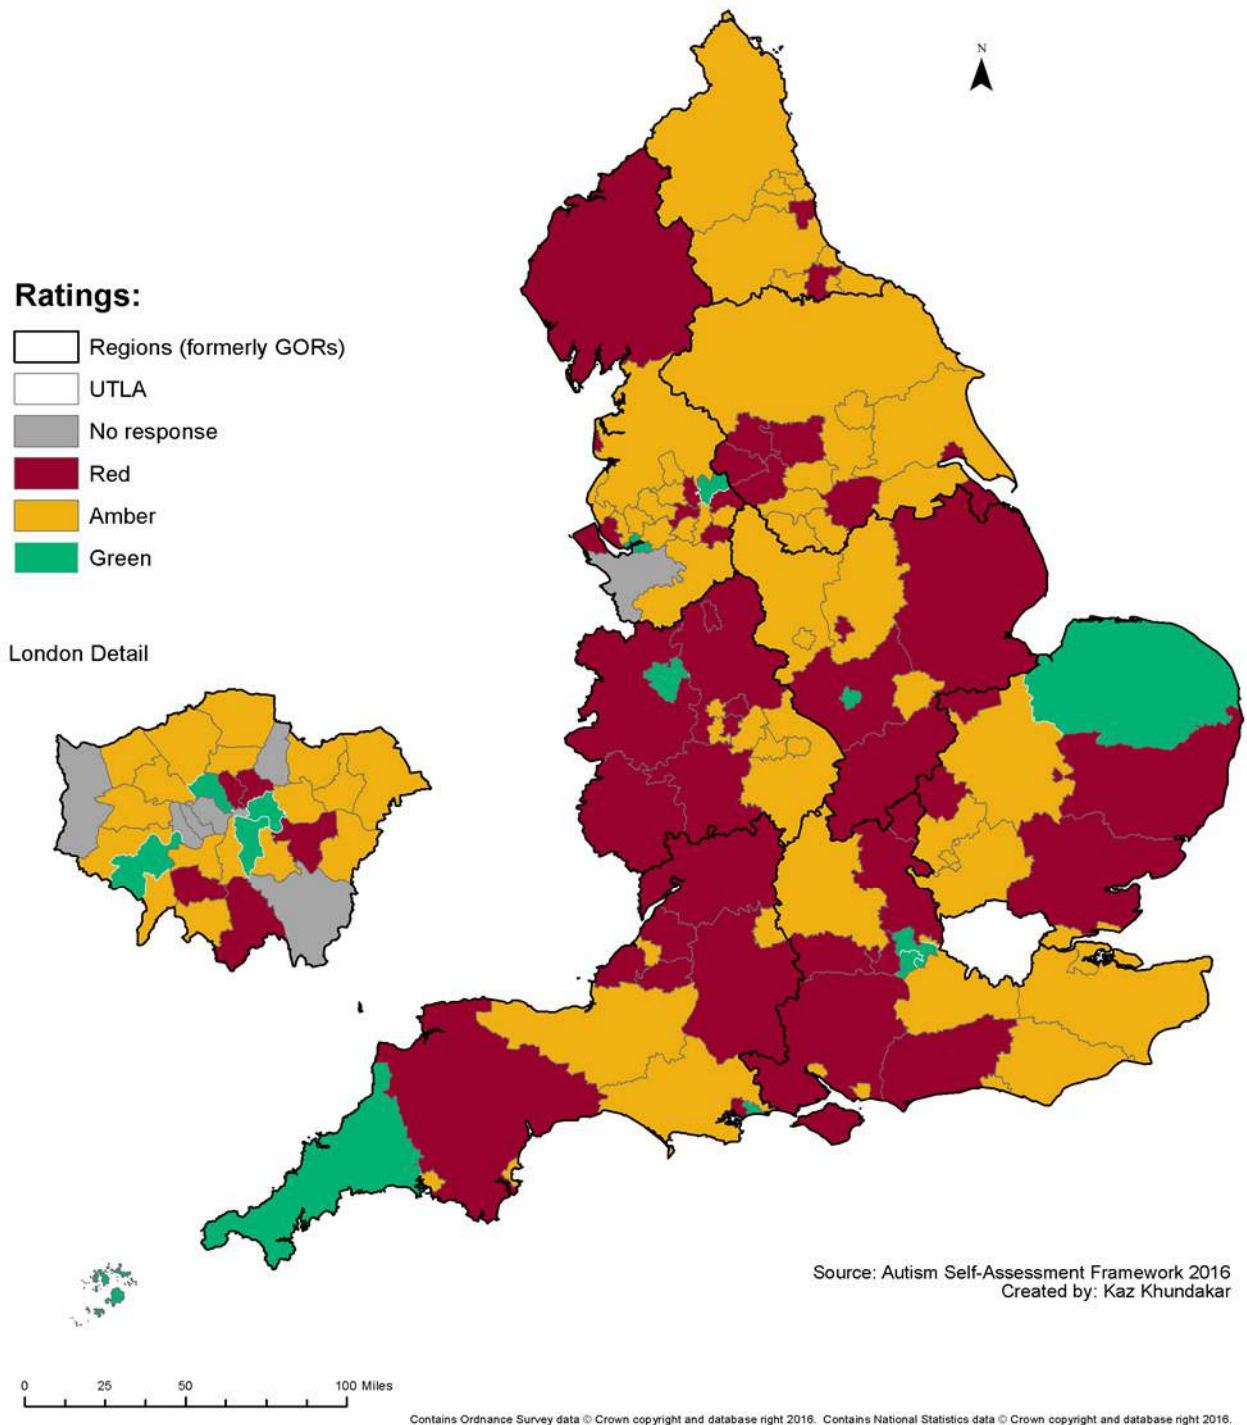 N
Ratings:
Regions (formerly GORs)
UTLA
No response
Red
Amber
Green
London Detail
Source: Autism Self-Assessment Framework 2016
Created by: Kaz Khundakar
0 25 50 100 Miles
Contains Ordnance Survey data © Crown copyright and database right 2016. Contains National Statistics data © Crown copyright and database right 2016.